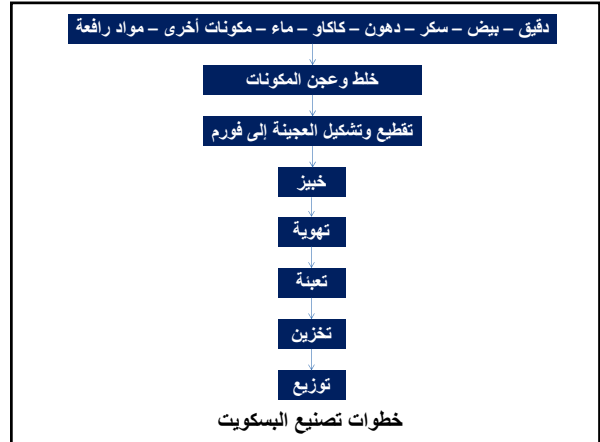 دقيق – بيض – سكر – دهون – كاكاو – ماء – مكونات أخرى – مواد رافعة
خلط وعجن المكونات
تقطيع وتشكيل العجينة إلى فورم
خبيز
تهوية
تعبئة
تخزين
توزيع
خطوات تصنيع البسكويت